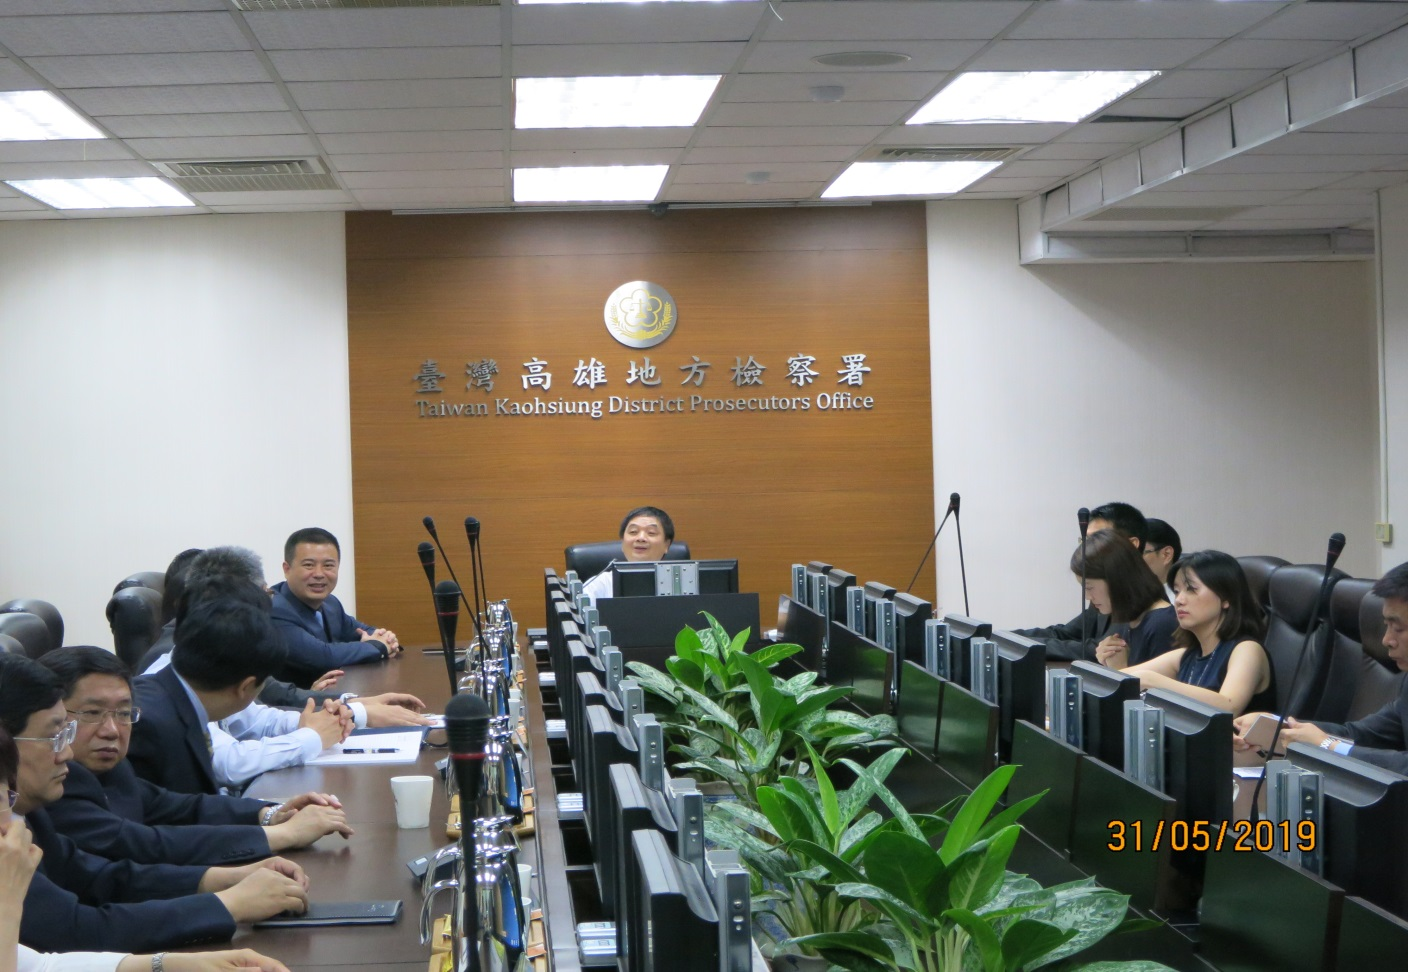 臺灣高雄地方檢察署
Taiwan Kaohsiung District Prosecutors Office
31/05/2019